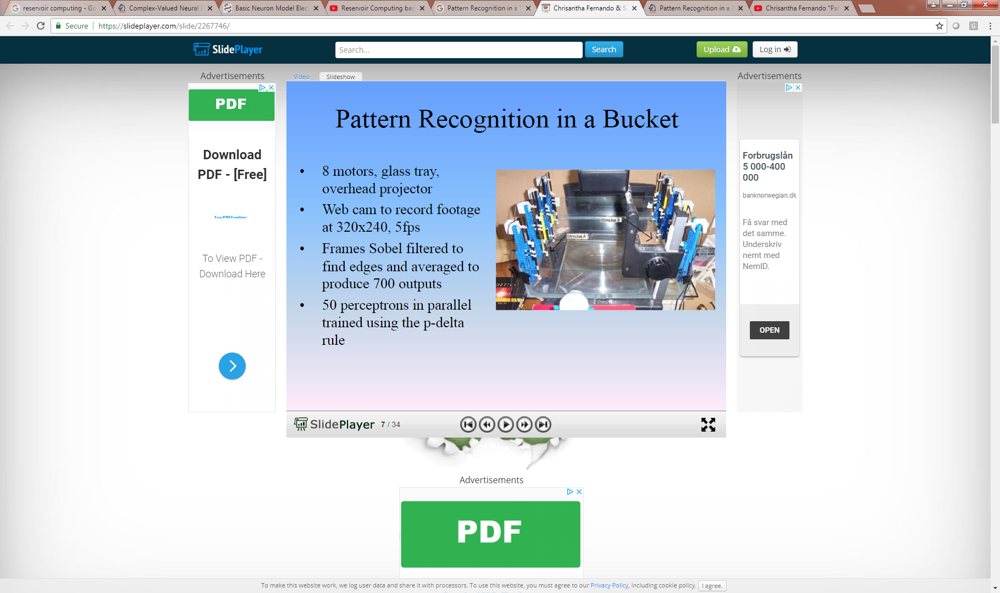 reservoir computing - Go
Complex-Valued Neural
Basic Neuron Model Elec
Reservoir Computing bas
Pattern Recognition in a
Chrisantha Fernando & S
Pattern Recognition in a
Chrisantha Fernando "Pat
Secure
https://slideplayer.com/slide/2267746/
G
SlidePlayer
Search...
Search
Upload
Log in
Advertisements
Video
Slideshow
Advertisements
PDF
Download
PDF - [Free]
EasyPDFCombine
To View PDF -
Download Here
Pattern Recognition in a Bucket
• 8 motors, glass tray,
overhead projector
• Web cam to record footage
at 320x240, 5fps
• Frames Sobel filtered to
find edges and averaged to
produce 700 outputs
• 50 perceptrons in parallel
trained using the p-delta
rule
Stmulus B
Stmulus A
Forbrugslån
5 000-400
000
banknorwegian.dk
Få svar med
det samme.
Underskriv
nemt med
NemID.
OPEN
SlidePlayer
7 / 34
Advertisements
PDF
To make this website work, we log user data and share it with processors. To use this website, you must agree to our Privacy Policy, including cookie policy.
I agree.